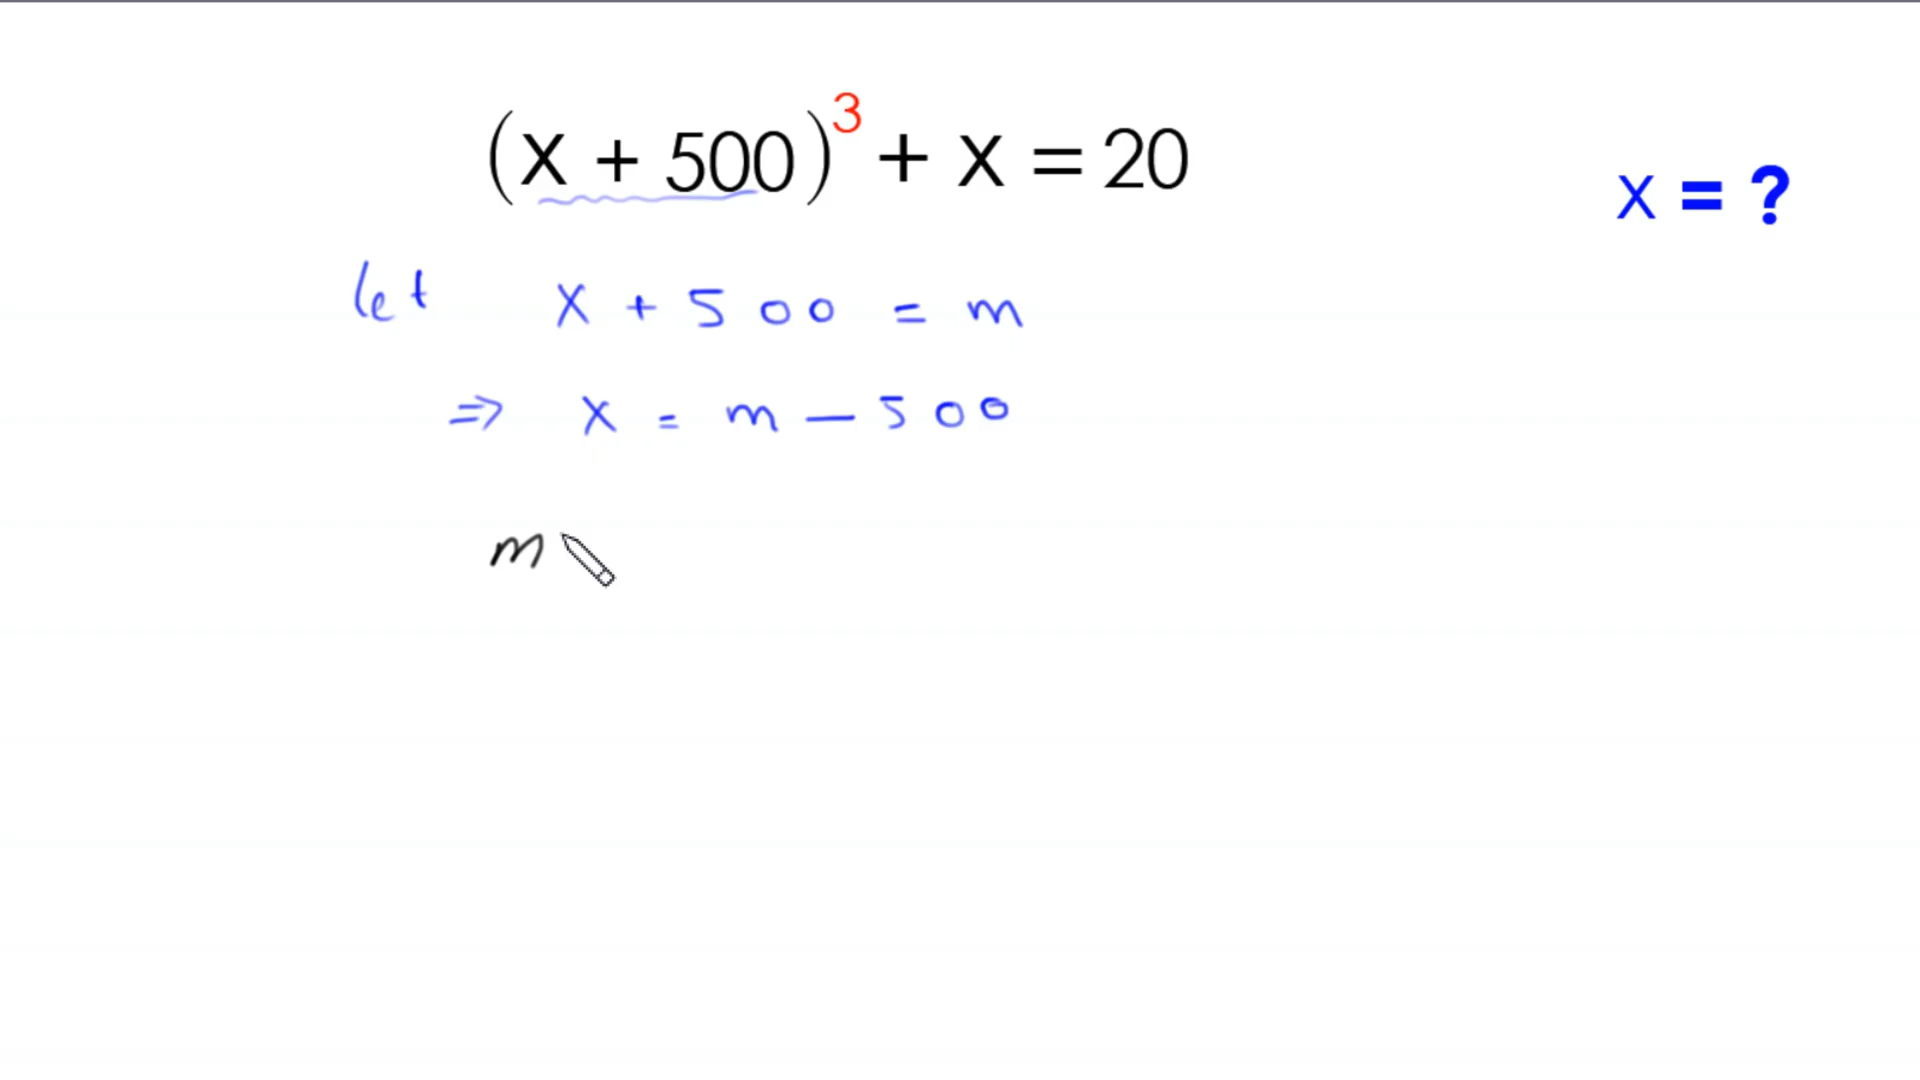 (x + 500)³ + x = 20
x = ?
let x + 500 = m
⇒ x = m – 500
m